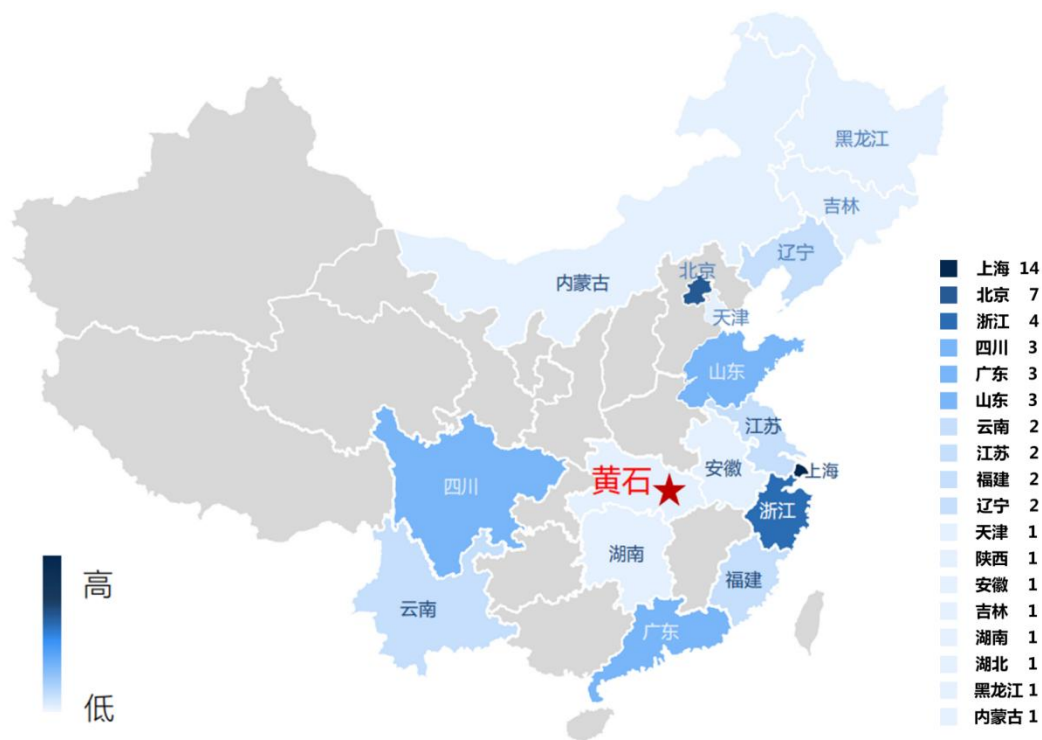 黑龙江
吉林
辽宁
北京
内蒙古
天津
山东
江苏
安徽
上海
黄石
四川
浙江
湖南
福建
云南
广东
高
低
上海 14
北京 7
浙江 4
四川 3
广东 3
山东 3
云南 2
江苏 2
福建 2
辽宁 2
天津 1
陕西 1
安徽 1
吉林 1
湖南 1
湖北 1
黑龙江 1
内蒙古 1